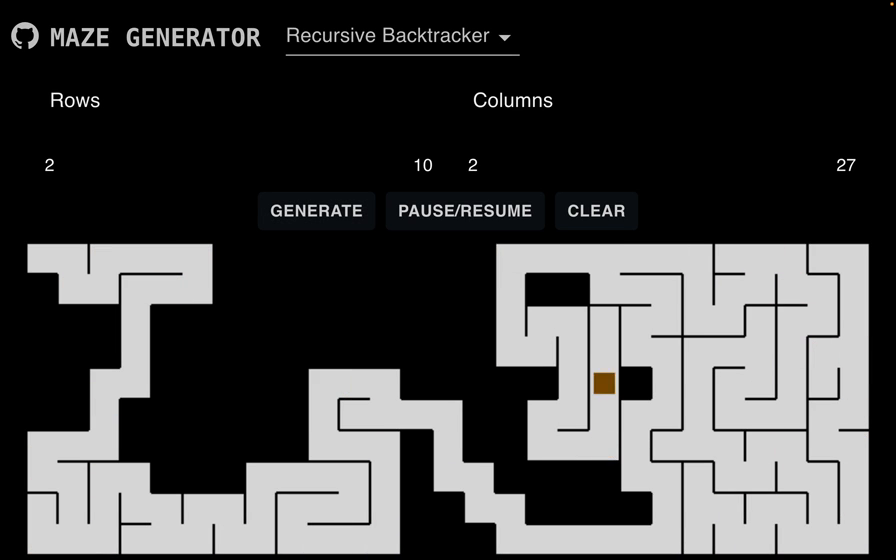 MAZE GENERATOR
Recursive Backtracker
Rows
Columns
2
10
2
27
GENERATE
PAUSE/RESUME
CLEAR